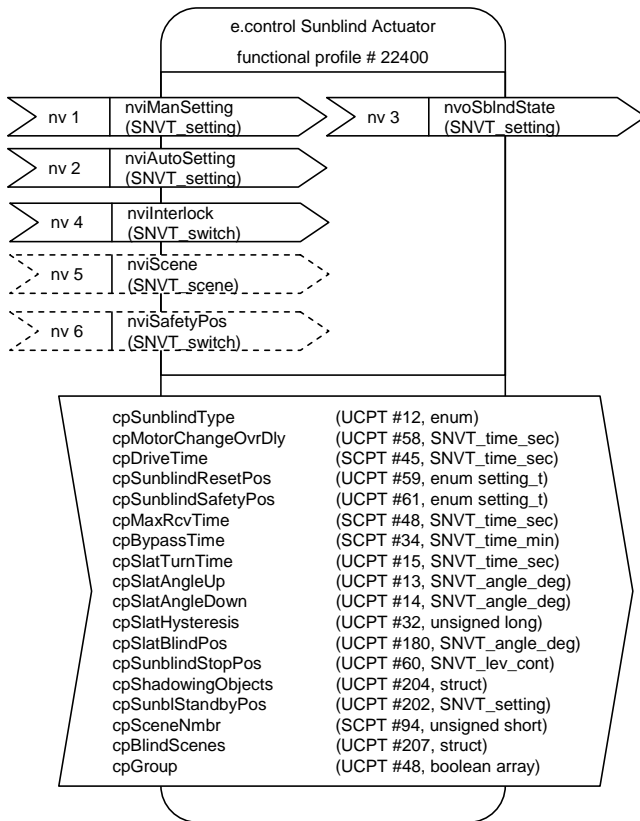 e.control Sunblind Actuator
functional profile # 22400
nv 1 nviManSetting
(SNVT_setting)
nv 3 nvoSblndState
(SNVT_setting)
nv 2 nviAutoSetting
(SNVT_setting)
nv 4 nviInterlock
(SNVT_switch)
nv 5 nviScene
(SNVT_scene)
nv 6 nviSafetyPos
(SNVT_switch)
cpSunblindType (UCPT #12, enum)
cpMotorChangeOvrDly (UCPT #58, SNVT_time_sec)
cpDriveTime (SCPT #45, SNVT_time_sec)
cpSunblindResetPos (UCPT #59, enum setting_t)
cpSunblindSafetyPos (UCPT #61, enum setting_t)
cpMaxRcvTime (SCPT #48, SNVT_time_sec)
cpBypassTime (SCPT #34, SNVT_time_min)
cpSlatTurnTime (UCPT #15, SNVT_time_sec)
cpSlatAngleUp (UCPT #13, SNVT_angle_deg)
cpSlatAngleDown (UCPT #14, SNVT_angle_deg)
cpSlatHysteresis (UCPT #32, unsigned long)
cpSlatBlindPos (UCPT #180, SNVT_angle_deg)
cpSunblindStopPos (UCPT #60, SNVT_lev_cont)
cpShadowingObjects (UCPT #204, struct)
cpSunblStandbyPos (UCPT #202, SNVT_setting)
cpSceneNmbr (SCPT #94, unsigned short)
cpBlindScenes (UCPT #207, struct)
cpGroup (UCPT #48, boolean array)